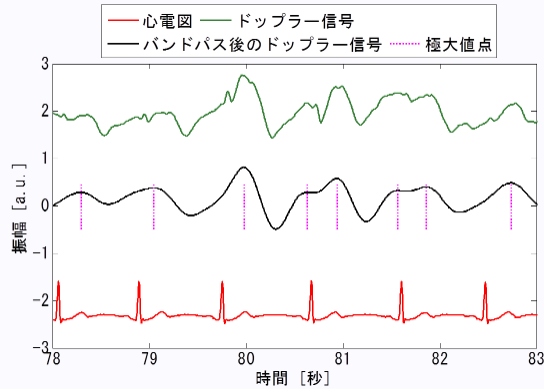 心電図 ドップラー信号
バンドパス後のドップラー信号 極大値点
3
2
1
0
-1
-2
-3
振幅 [a.u.]
78 79 80 81 82 83
時間 [秒]